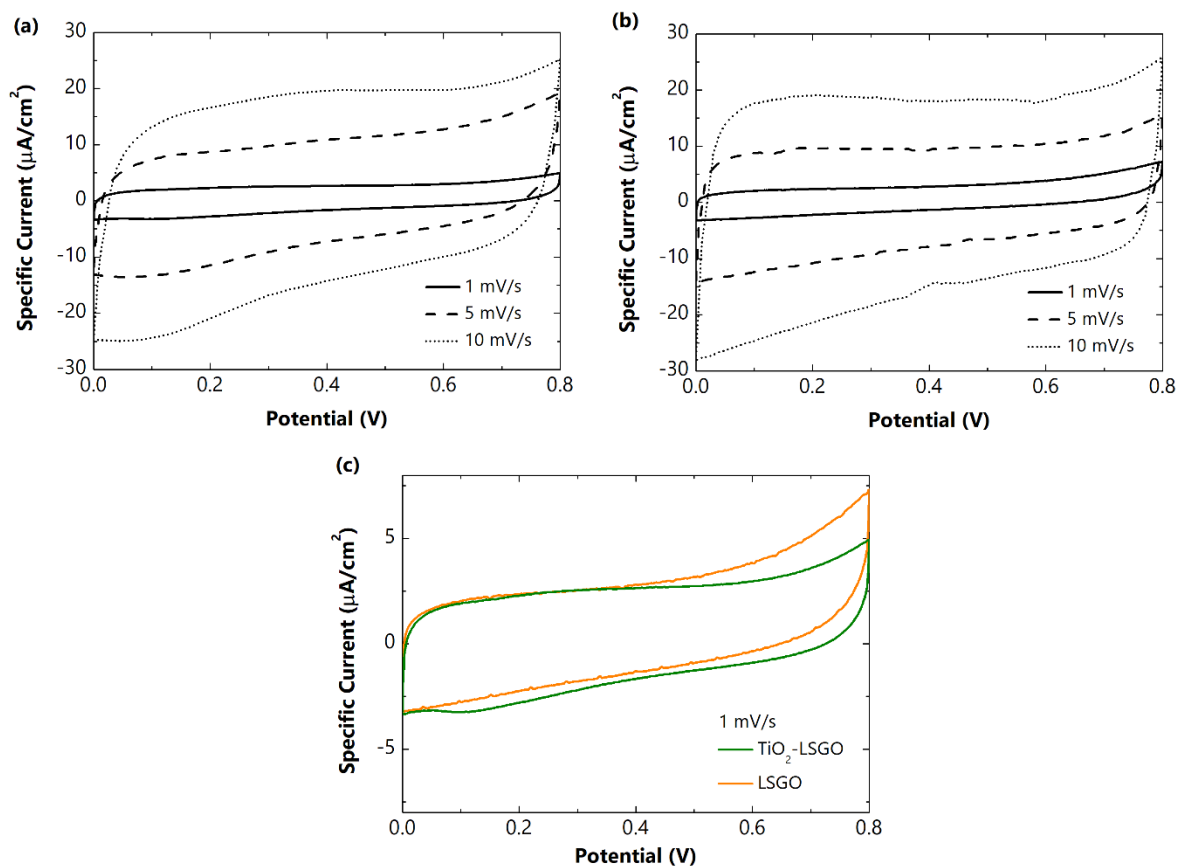 (a)
30
20
10
0
-10
-20
-30
Specific Current (μA/cm²)
0.0 0.2 0.4 0.6 0.8
Potential (V)
1 mV/s
5 mV/s
10 mV/s
(b)
30
20
10
0
-10
-20
-30
Specific Current (μA/cm²)
0.0 0.2 0.4 0.6 0.8
Potential (V)
1 mV/s
5 mV/s
10 mV/s
(c)
5
0
-5
Specific Current (μA/cm²)
0.0 0.2 0.4 0.6 0.8
Potential (V)
1 mV/s
TiO₂-LSGO
LSGO